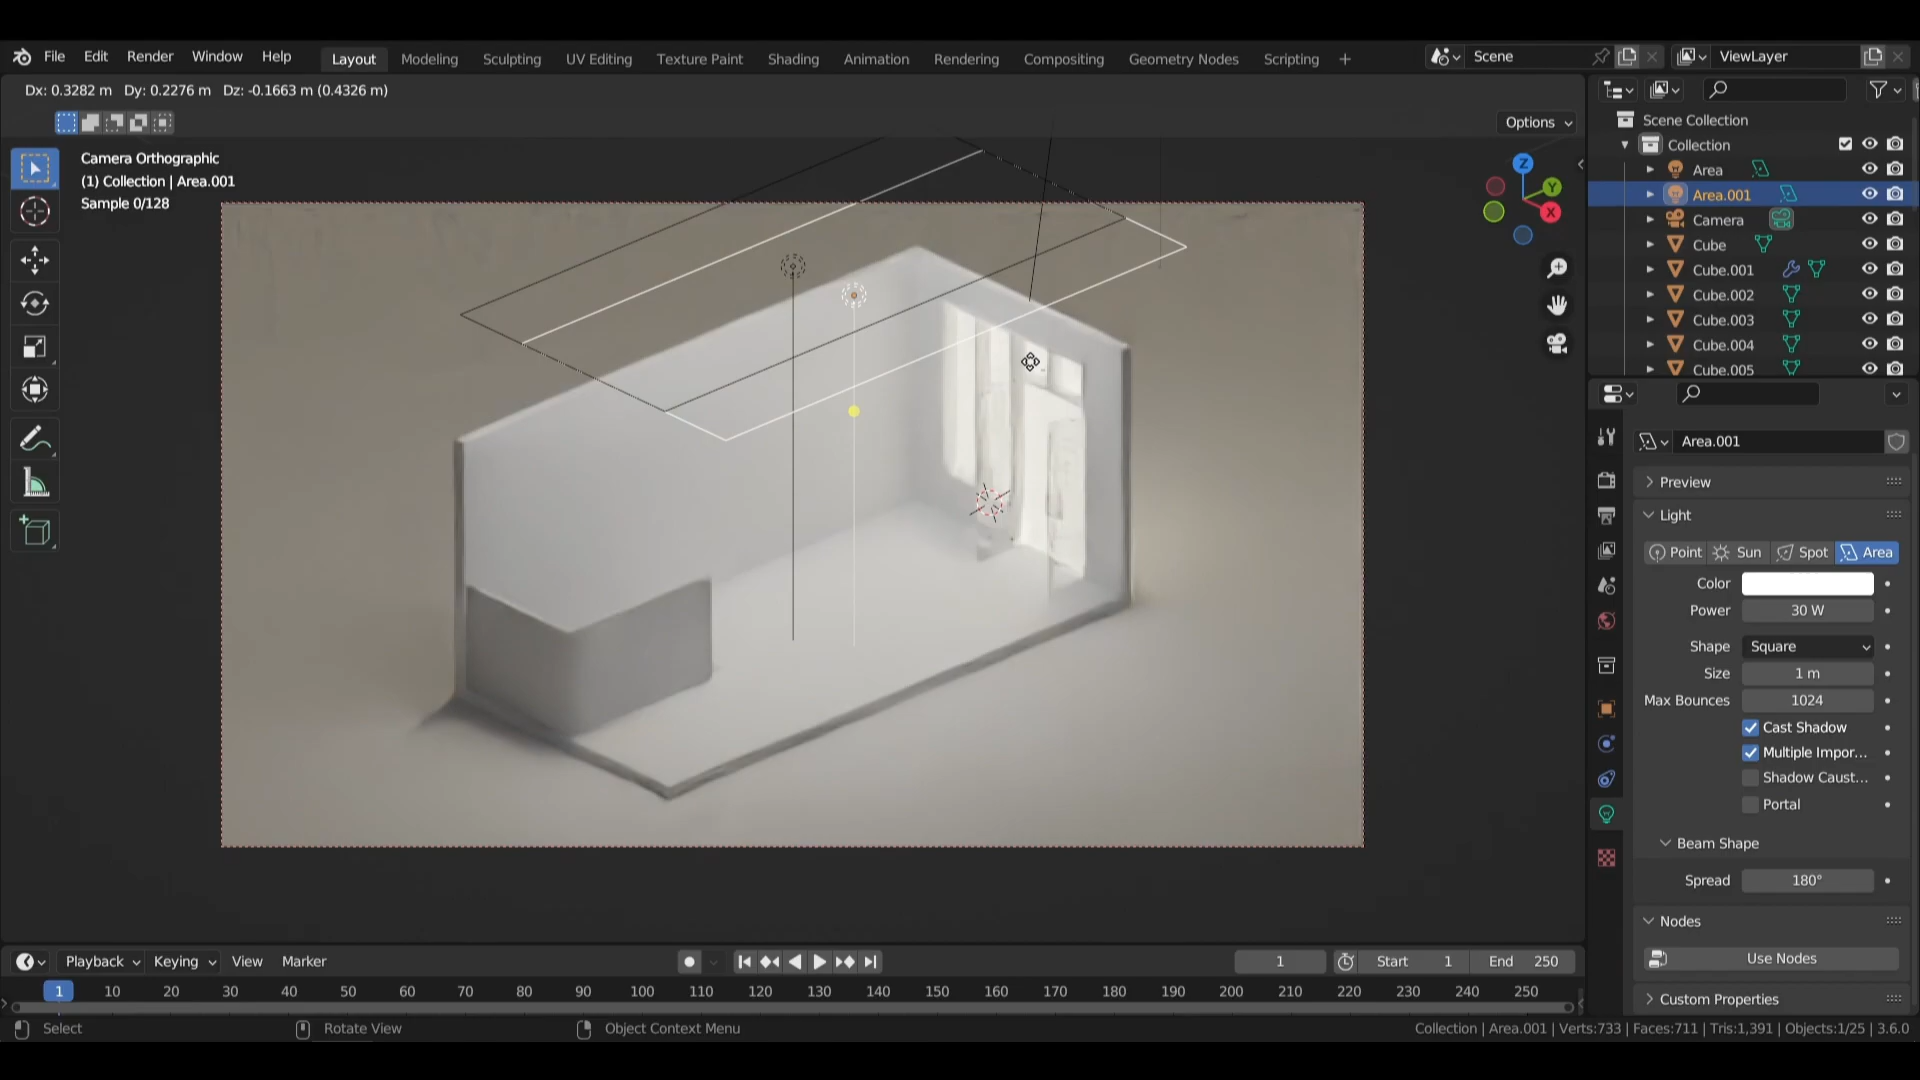 File Edit Render Window Help Layout Modeling Sculpting UV Editing Texture Paint Shading Animation Rendering Compositing Geometry Nodes Scripting + Scene ViewLayer
Dx: 0.3282 m Dy: 0.2276 m Dz: -0.1663 m (0.4326 m)
Options
Camera Orthographic
(1) Collection | Area.001
Sample 0/128
Z
Y
X
Scene Collection
Collection
Area
Area.001
Camera
Cube
Cube.001
Cube.002
Cube.003
Cube.004
Cube.005
Area.001
Preview
Light
Point Sun Spot Area
Color
Power 30 W
Shape Square
Size 1 m
Max Bounces 1024
Cast Shadow
Multiple Impor...
Shadow Caust...
Portal
Beam Shape
Spread 180°
Nodes
Use Nodes
Custom Properties
Playback Keying View Marker 1 Start 1 End 250
1 10 20 30 40 50 60 70 80 90 100 110 120 130 140 150 160 170 180 190 200 210 220 230 240 250
Select Rotate View Object Context Menu Collection | Area.001 | Verts:733 | Faces:711 | Tris:1,391 | Objects:1/25 | 3.6.0